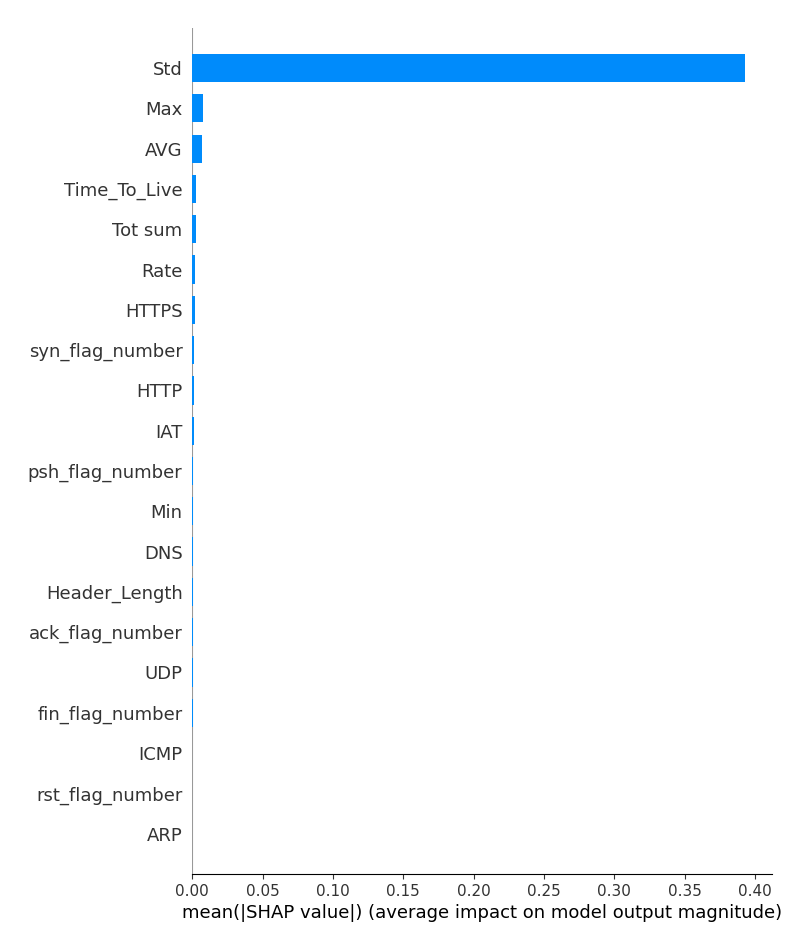 Std
Max
AVG
Time_To_Live
Tot sum
Rate
HTTPS
syn_flag_number
HTTP
IAT
psh_flag_number
Min
DNS
Header_Length
ack_flag_number
UDP
fin_flag_number
ICMP
rst_flag_number
ARP
0.00 0.05 0.10 0.15 0.20 0.25 0.30 0.35 0.40
mean(|SHAP value|) (average impact on model output magnitude)